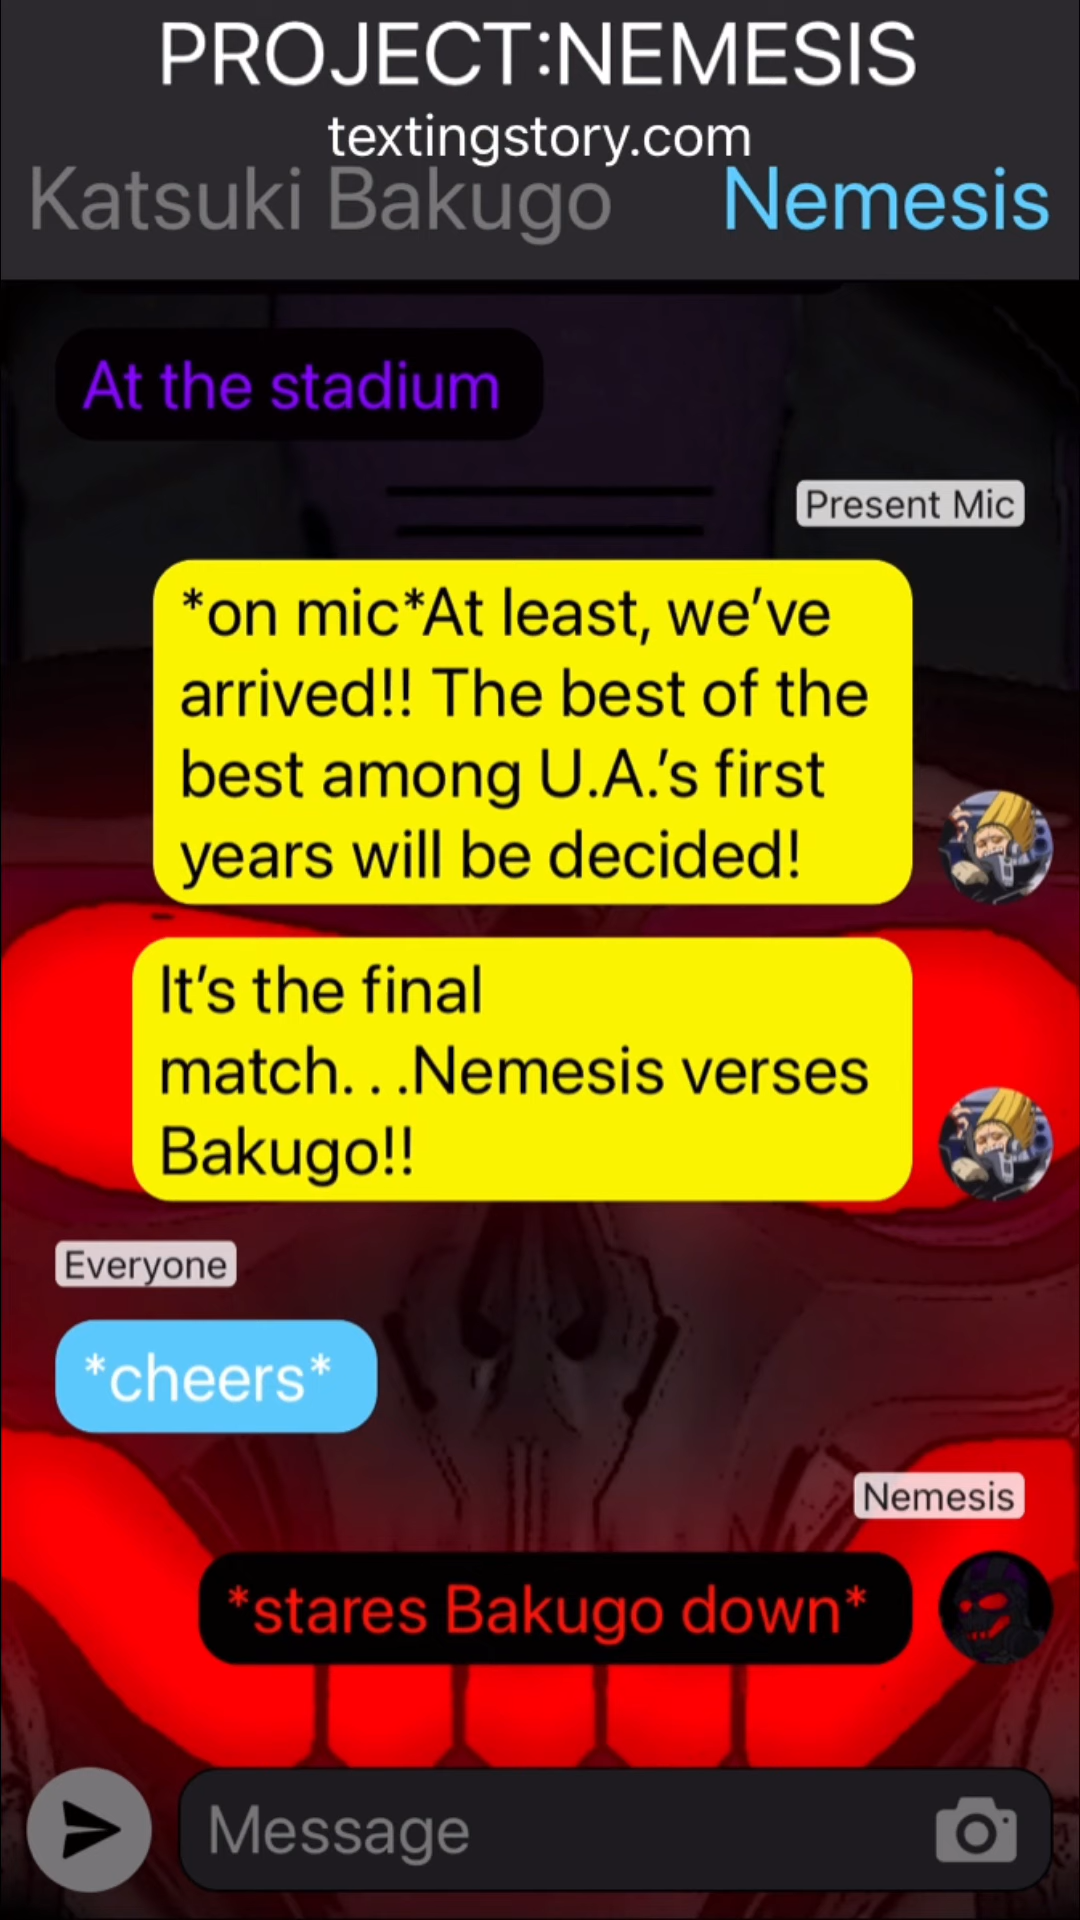 PROJECT:NEMESIS
textingstory.com
Katsuki Bakugo
Nemesis
At the stadium
Present Mic
*on mic*At least, we’ve
arrived!! The best of the
best among U.A.’s first
years will be decided!
It’s the final
match. . .Nemesis verses
Bakugo!!
Everyone
*cheers*
Nemesis
*stares Bakugo down*
Message